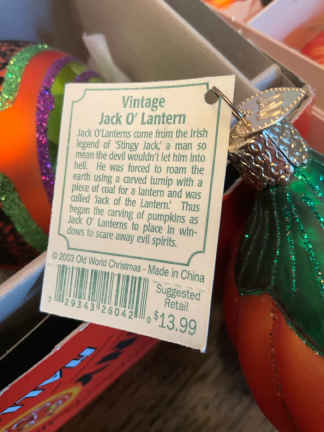 Vintage
Jack O' Lantern
Jack O'Lanterns come from the Irish
legend of 'Stingy Jack,' a man so
mean the devil wouldn't let him into
hell. He was forced to roam the
earth using a carved turnip with a
piece of coal for a lantern and was
called 'Jack of the Lantern.' Thus
began the carving of pumpkins as
Jack O' Lanterns to place in win-
dows to scare away evil spirits.
© 2003 Old World Christmas - Made in China
7 29343 26042 0
Suggested
Retail
$13.99